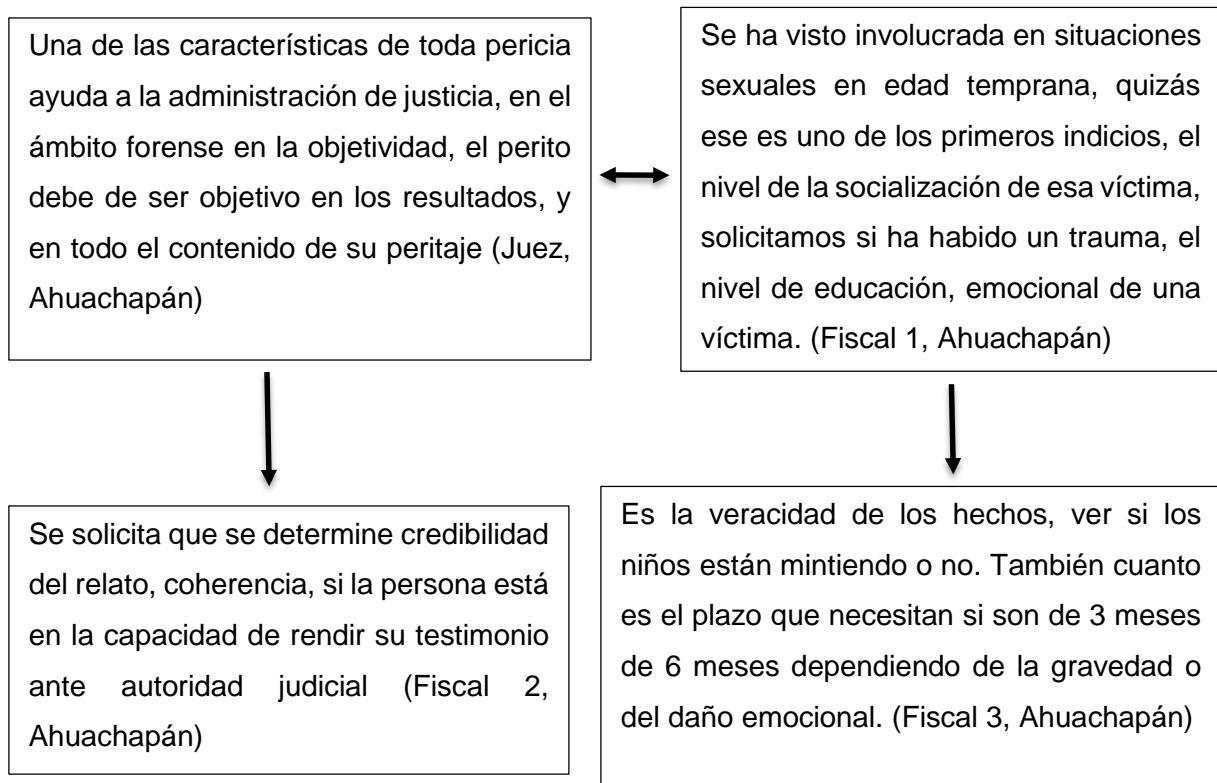 Una de las características de toda pericia
ayuda a la administración de justicia, en el
ámbito forense en la objetividad, el perito
debe de ser objetivo en los resultados, y
en todo el contenido de su peritaje (Juez,
Ahuachapán)
Se ha visto involucrada en situaciones
sexuales en edad temprana, quizás
ese es uno de los primeros indicios, el
nivel de la socialización de esa víctima,
solicitamos si ha habido un trauma, el
nivel de educación, emocional de una
víctima. (Fiscal 1, Ahuachapán)
Se solicita que se determine credibilidad
del relato, coherencia, si la persona está
en la capacidad de rendir su testimonio
ante autoridad judicial (Fiscal 2,
Ahuachapán)
Es la veracidad de los hechos, ver si los
niños están mintiendo o no. También cuanto
es el plazo que necesitan si son de 3 meses
de 6 meses dependiendo de la gravedad o
del daño emocional. (Fiscal 3, Ahuachapán)